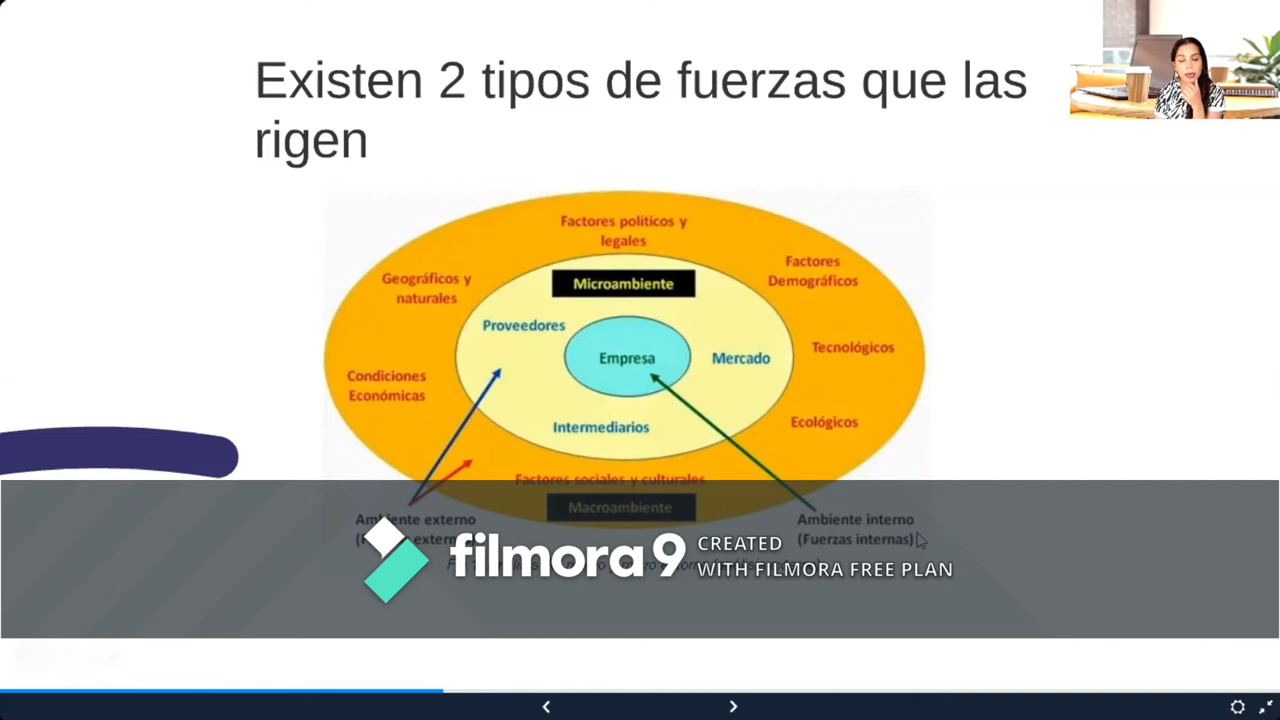 Existen 2 tipos de fuerzas que las
rigen
Factores políticos y
legales
Geográficos y
naturales
Microambiente
Factores
Demográficos
Proveedores
Empresa
Mercado
Tecnológicos
Condiciones
Económicas
Intermediarios
Ecológicos
Factores sociales y culturales
Macroambiente
Ambiente externo
Ambiente interno
(Fuerzas internas)
filmora9
CREATED
WITH FILMORA FREE PLAN